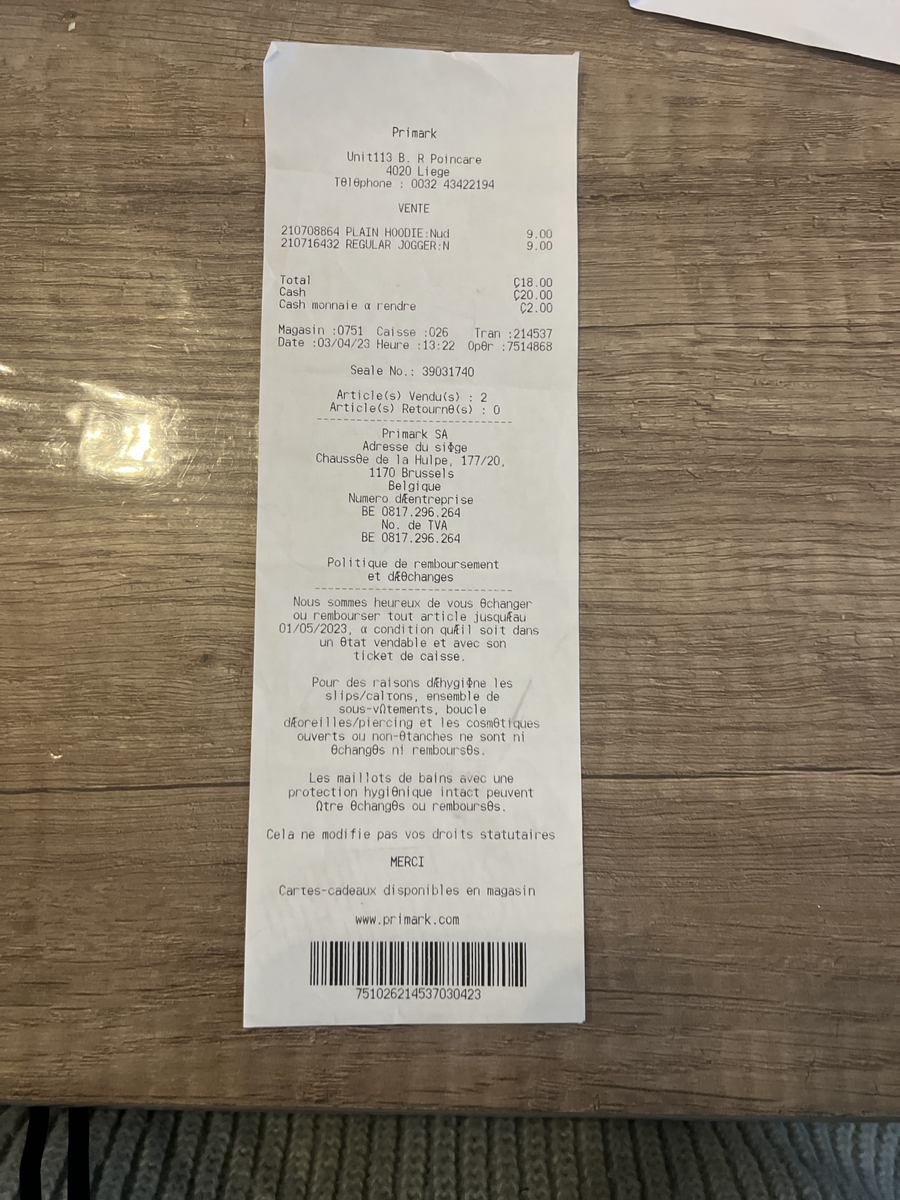 Primark
Unit113 B. R Poincare
4020 Liege
Tθlθphone : 0032 43422194
VENTE
210708864 PLAIN HOODIE:Nud 9.00
210716432 REGULAR JOGGER:N 9.00
Total Ç18.00
Cash Ç20.00
Cash monnaie α rendre Ç2.00
Magasin :0751 Caisse :026 Tran :214537
Date :03/04/23 Heure :13:22 Opθr :7514868
Seale No.: 39031740
Article(s) Vendu(s) : 2
Article(s) Retournθ(s) : 0
------------------------------
Primark SA
Adresse du siΦge
Chaussθe de la Hulpe, 177/20,
1170 Brussels
Belgique
Numero dÆentreprise
BE 0817.296.264
No. de TVA
BE 0817.296.264
Politique de remboursement
et dÆθchanges
------------------------------
Nous sommes heureux de vous θchanger
ou rembourser tout article jusquÆau
01/05/2023, α condition quÆil soit dans
un θtat vendable et avec son
ticket de caisse.
Pour des raisons dÆhygiΦne les
slips/calτons, ensemble de
sous-vΩtements, boucle
dÆoreilles/piercing et les cosmθtiques
ouverts ou non-θtanches ne sont ni
θchangθs ni remboursθs.
Les maillots de bains avec une
protection hygiθnique intact peuvent
Ωtre θchangθs ou remboursθs.
Cela ne modifie pas vos droits statutaires
MERCI
Cartes-cadeaux disponibles en magasin
www.primark.com
751026214537030423